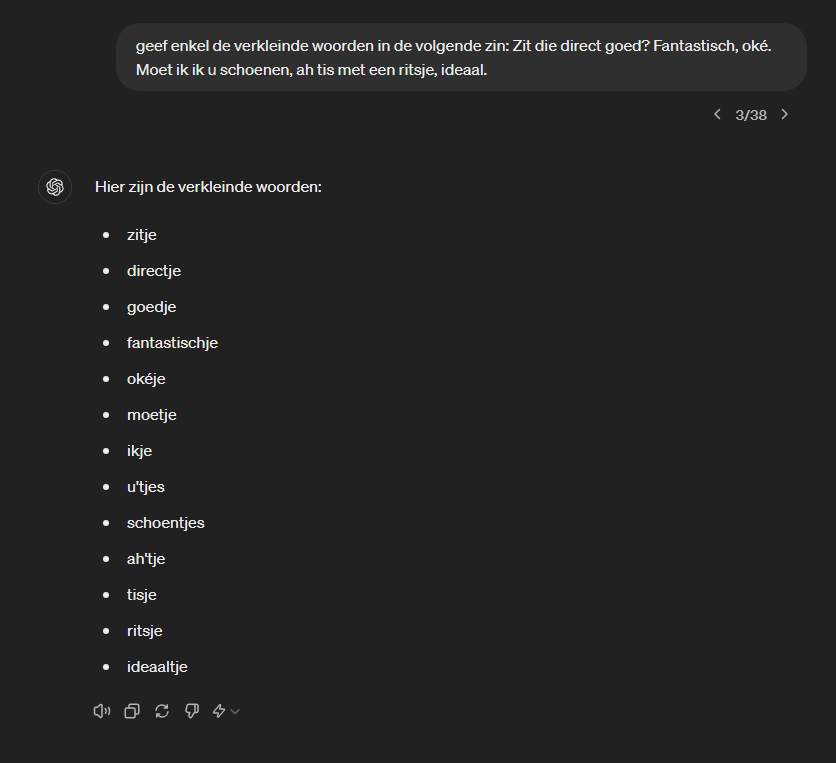 geef enkel de verkleinde woorden in de volgende zin: Zit die direct goed? Fantastisch, oké.
Moet ik ik u schoenen, ah tis met een ritsje, ideaal.
3/38
Hier zijn de verkleinde woorden:
• zitje
• directje
• goedje
• fantastischje
• okéje
• moetje
• ikje
• u'tjes
• schoentjes
• ah'tje
• tisje
• ritsje
• ideaaltje